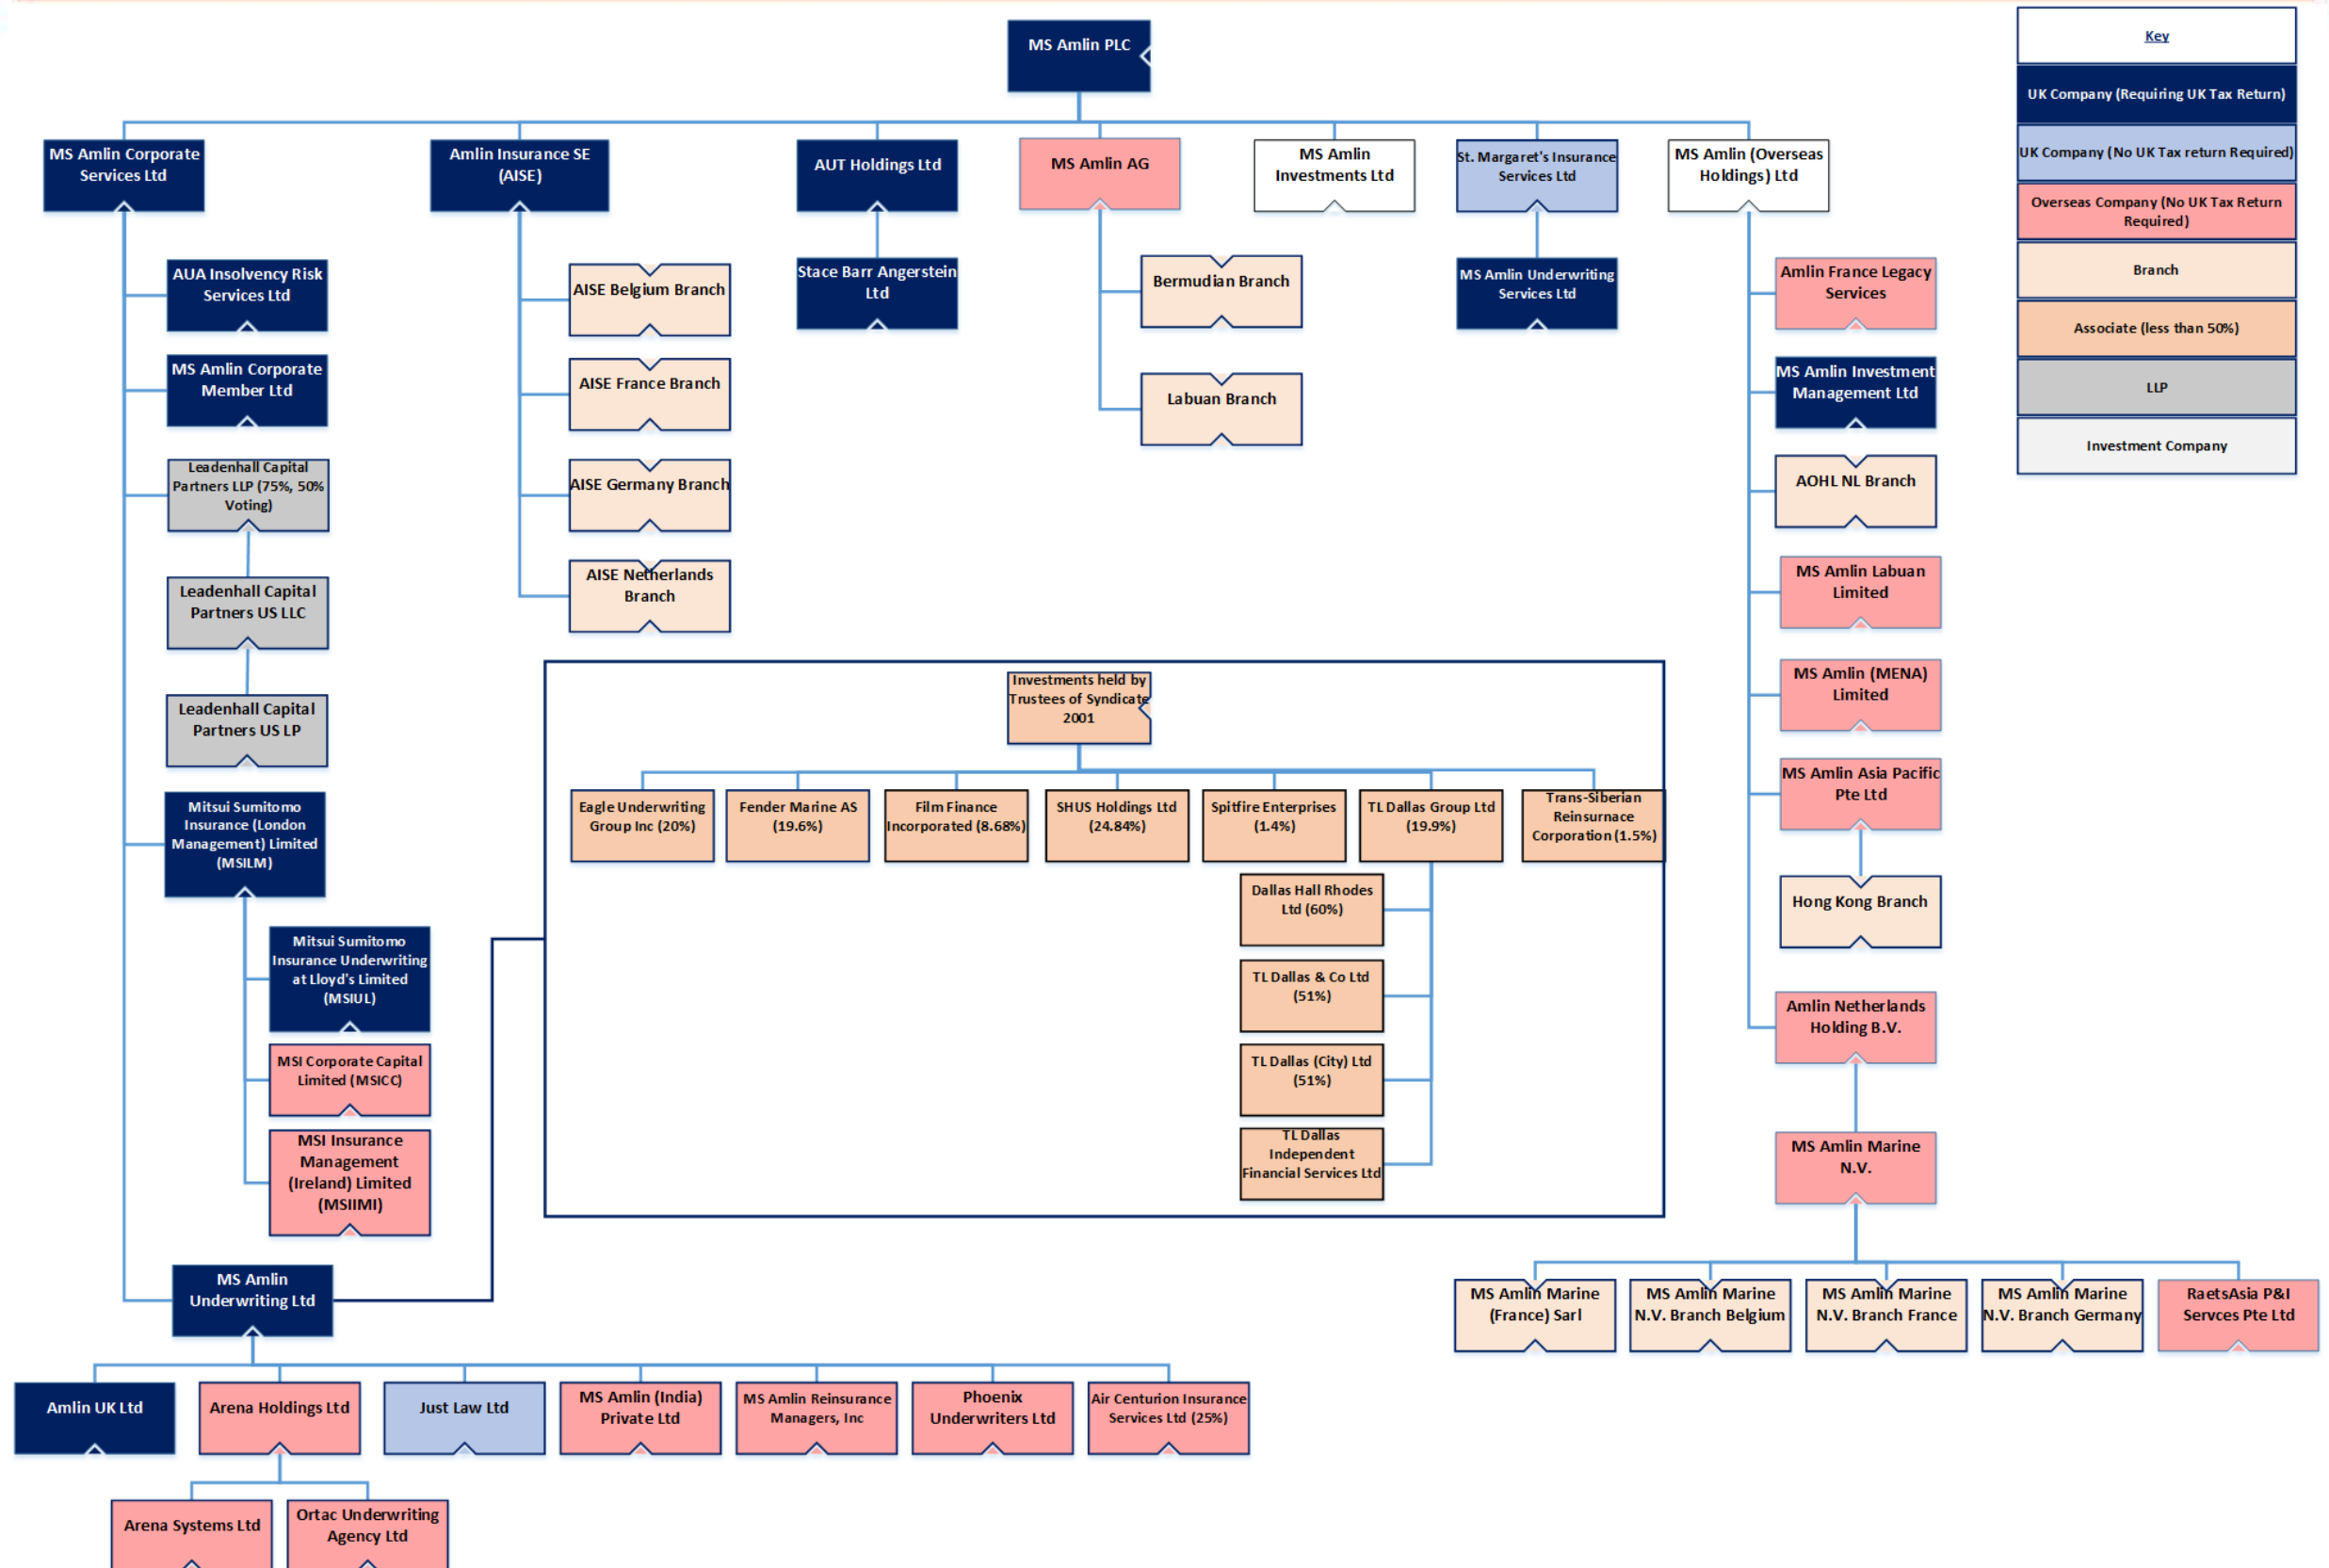 MS Amlin PLC
Key
UK Company (Requiring UK Tax Return)
UK Company (No UK Tax return Required)
Overseas Company (No UK Tax Return
Required)
Branch
Associate (less than 50%)
LLP
Investment Company
MS Amlin Corporate
Services Ltd
Amlin Insurance SE
(AISE)
AUT Holdings Ltd
MS Amlin AG
MS Amlin
Investments Ltd
St. Margaret's Insurance
Services Ltd
MS Amlin (Overseas
Holdings) Ltd
AUA Insolvency Risk
Services Ltd
MS Amlin Corporate
Member Ltd
Leadenhall Capital
Partners LLP (75%, 50%
Voting)
Leadenhall Capital
Partners US LLC
Leadenhall Capital
Partners US LP
Mitsui Sumitomo
Insurance (London
Management) Limited
(MSILM)
Mitsui Sumitomo
Insurance Underwriting
at Lloyd's Limited
(MSIUL)
MSI Corporate Capital
Limited (MSICC)
MSI Insurance
Management
(Ireland) Limited
(MSIIMI)
MS Amlin
Underwriting Ltd
AISE Belgium Branch
AISE France Branch
AISE Germany Branch
AISE Netherlands
Branch
Stace Barr Angerstein
Ltd
Bermudian Branch
Labuan Branch
MS Amlin Underwriting
Services Ltd
Amlin France Legacy
Services
MS Amlin Investment
Management Ltd
AOHL NL Branch
MS Amlin Labuan
Limited
MS Amlin (MENA)
Limited
MS Amlin Asia Pacific
Pte Ltd
Hong Kong Branch
Amlin Netherlands
Holding B.V.
MS Amlin Marine
N.V.
Investments held by
Trustees of Syndicate
2001
Eagle Underwriting
Group Inc (20%)
Fender Marine AS
(19.6%)
Film Finance
Incorporated (8.68%)
SHUS Holdings Ltd
(24.84%)
Spitfire Enterprises
(1.4%)
TL Dallas Group Ltd
(19.9%)
Trans-Siberian
Reinsurnace
Corporation (1.5%)
Dallas Hall Rhodes
Ltd (60%)
TL Dallas & Co Ltd
(51%)
TL Dallas (City) Ltd
(51%)
TL Dallas
Independent
Financial Services Ltd
MS Amlin Marine
(France) Sarl
MS Amlin Marine
N.V. Branch Belgium
MS Amlin Marine
N.V. Branch France
MS Amlin Marine
N.V. Branch Germany
RaetsAsia P&I
Servces Pte Ltd
Amlin UK Ltd
Arena Holdings Ltd
Just Law Ltd
MS Amlin (India)
Private Ltd
MS Amlin Reinsurance
Managers, Inc
Phoenix
Underwriters Ltd
Air Centurion Insurance
Services Ltd (25%)
Arena Systems Ltd
Ortac Underwriting
Agency Ltd